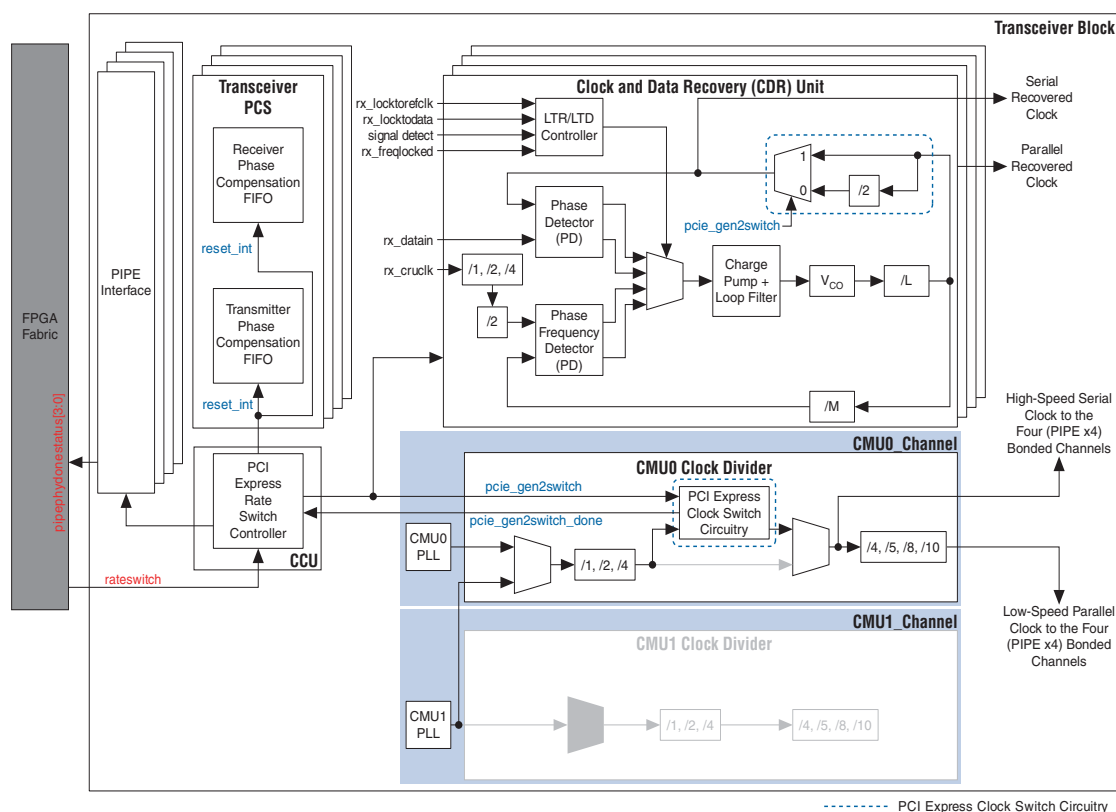 Transceiver Block
Transceiver
PCS
Receiver
Phase
Compensation
FIFO
reset_int
Transmitter
Phase
Compensation
FIFO
reset_int
PIPE
Interface
FPGA
Fabric
pipephydonestatus[3:0]
PCI
Express
Rate
Switch
Controller
CCU
rateswitch
Clock and Data Recovery (CDR) Unit
rx_locktorefclk
rx_locktodata
signal detect
rx_freqlocked
LTR/LTD
Controller
rx_datain
rx_cruclk
/1, /2, /4
/2
Phase
Detector
(PD)
Phase
Frequency
Detector
(PD)
1
0
/2
pcie_gen2switch
Charge
Pump +
Loop Filter
VCO
/L
/M
Serial
Recovered
Clock
Parallel
Recovered
Clock
High-Speed Serial
Clock to the
Four (PIPE x4)
Bonded Channels
CMU0_Channel
CMU0 Clock Divider
pcie_gen2switch
pcie_gen2switch_done
PCI Express
Clock Switch
Circuitry
CMU0
PLL
/1, /2, /4
/4, /5, /8, /10
Low-Speed Parallel
Clock to the Four
(PIPE x4) Bonded
Channels
CMU1_Channel
CMU1 Clock Divider
CMU1
PLL
/1, /2, /4
/4, /5, /8, /10
PCI Express Clock Switch Circuitry